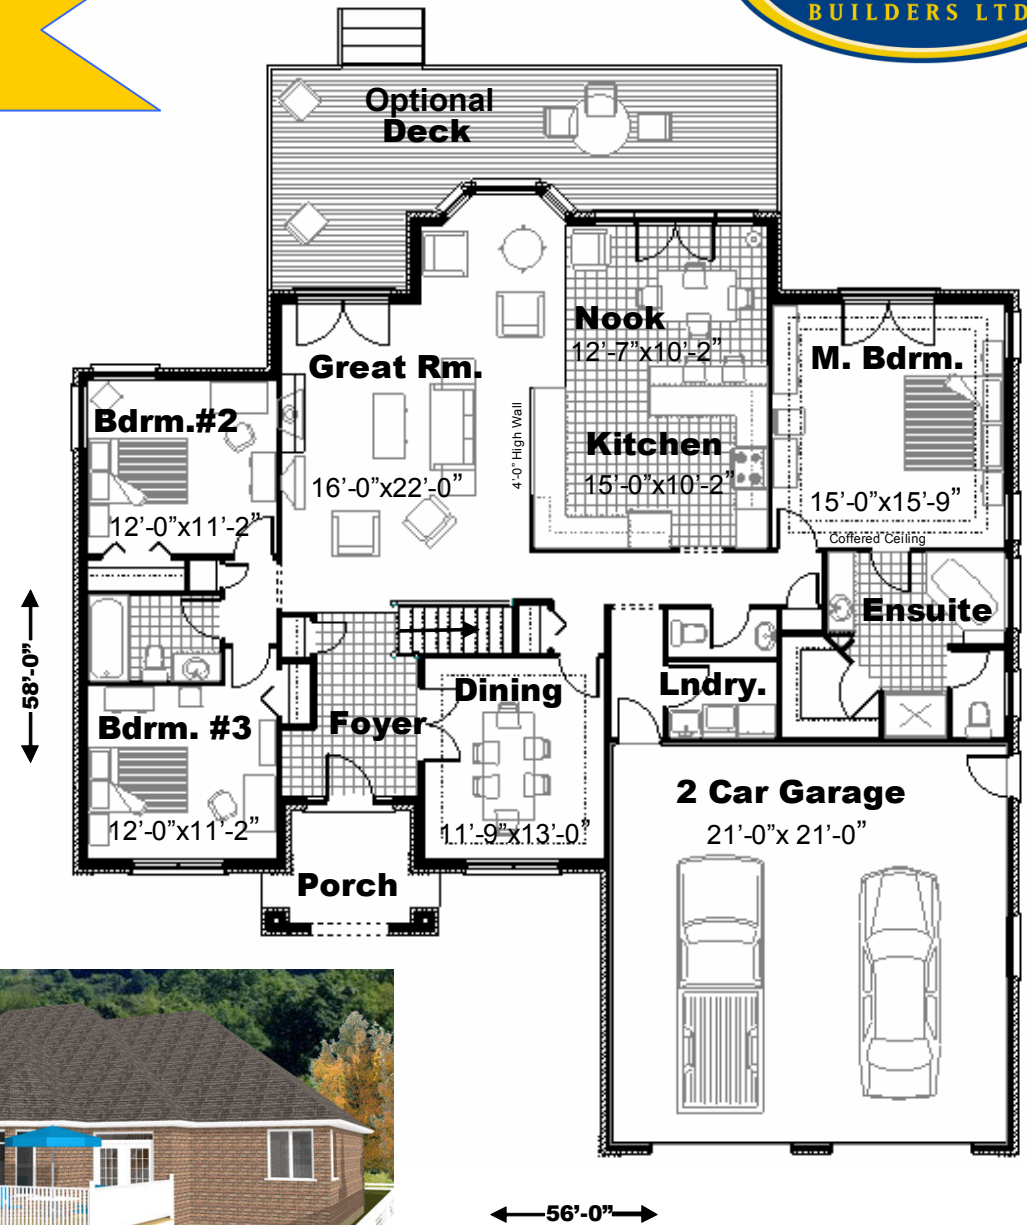 BUILDERS LTD
Optional
Deck
Nook
12’-7”x10’-2”
Great Rm.
M. Bdrm.
Bdrm.#2
4’-0” High Wall
Kitchen
16’-0”x22’-0”
15’-0”x10’-2”
15’-0”x15’-9”
12’-0”x11’-2”
Coffered Ceiling
Ensuite
58’-0”
Dining
Lndry.
Bdrm. #3
Foyer
2 Car Garage
12’-0”x11’-2”
11’-9”x13’-0”
21’-0”x 21’-0”
Porch
56’-0”